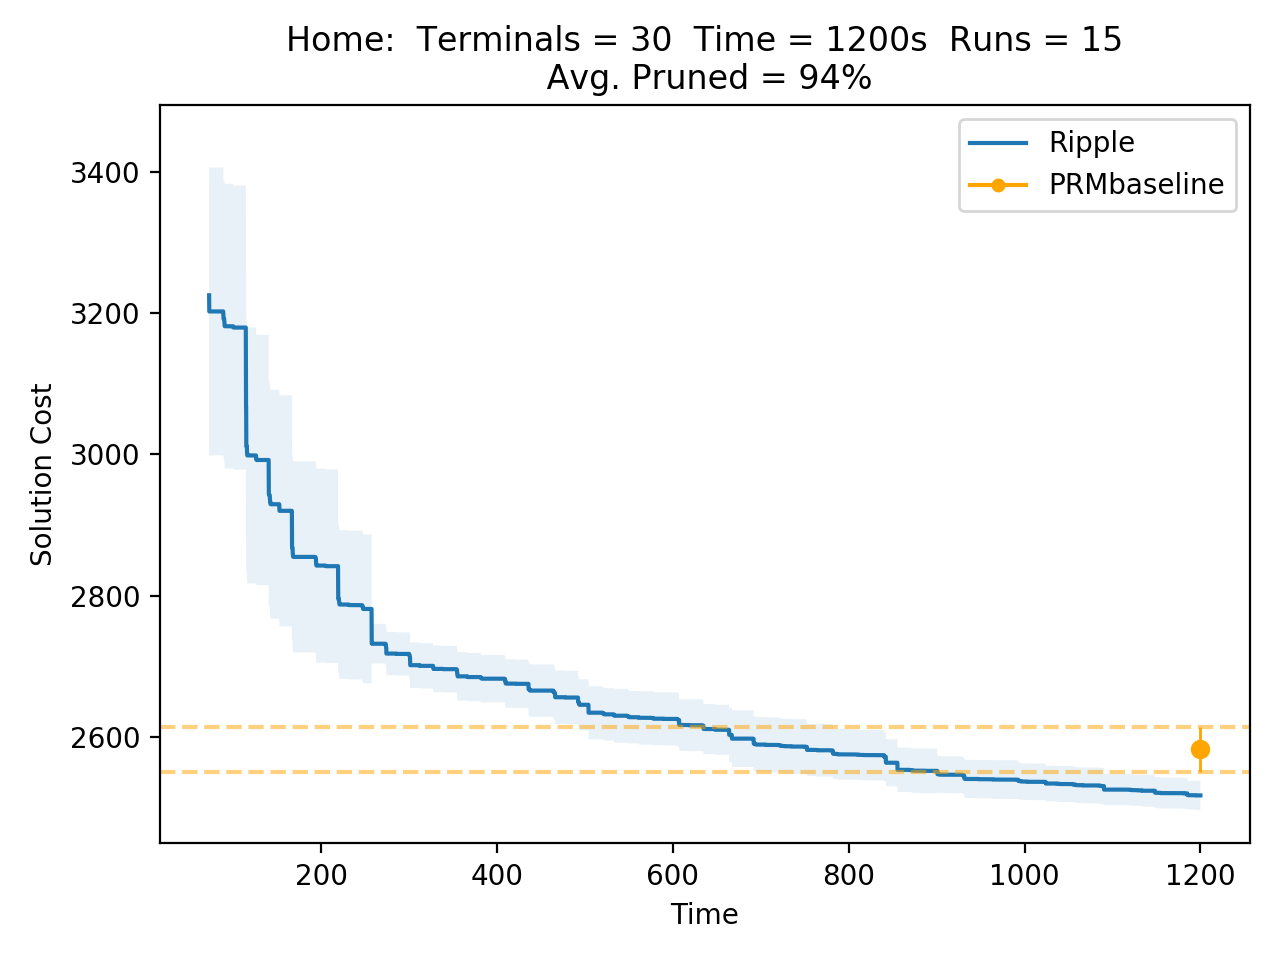 Home:  Terminals = 30  Time = 1200s  Runs = 15
Avg. Pruned = 94%
Ripple
PRMbaseline
3400
3200
3000
2800
2600
Solution Cost
200 400 600 800 1000 1200
Time